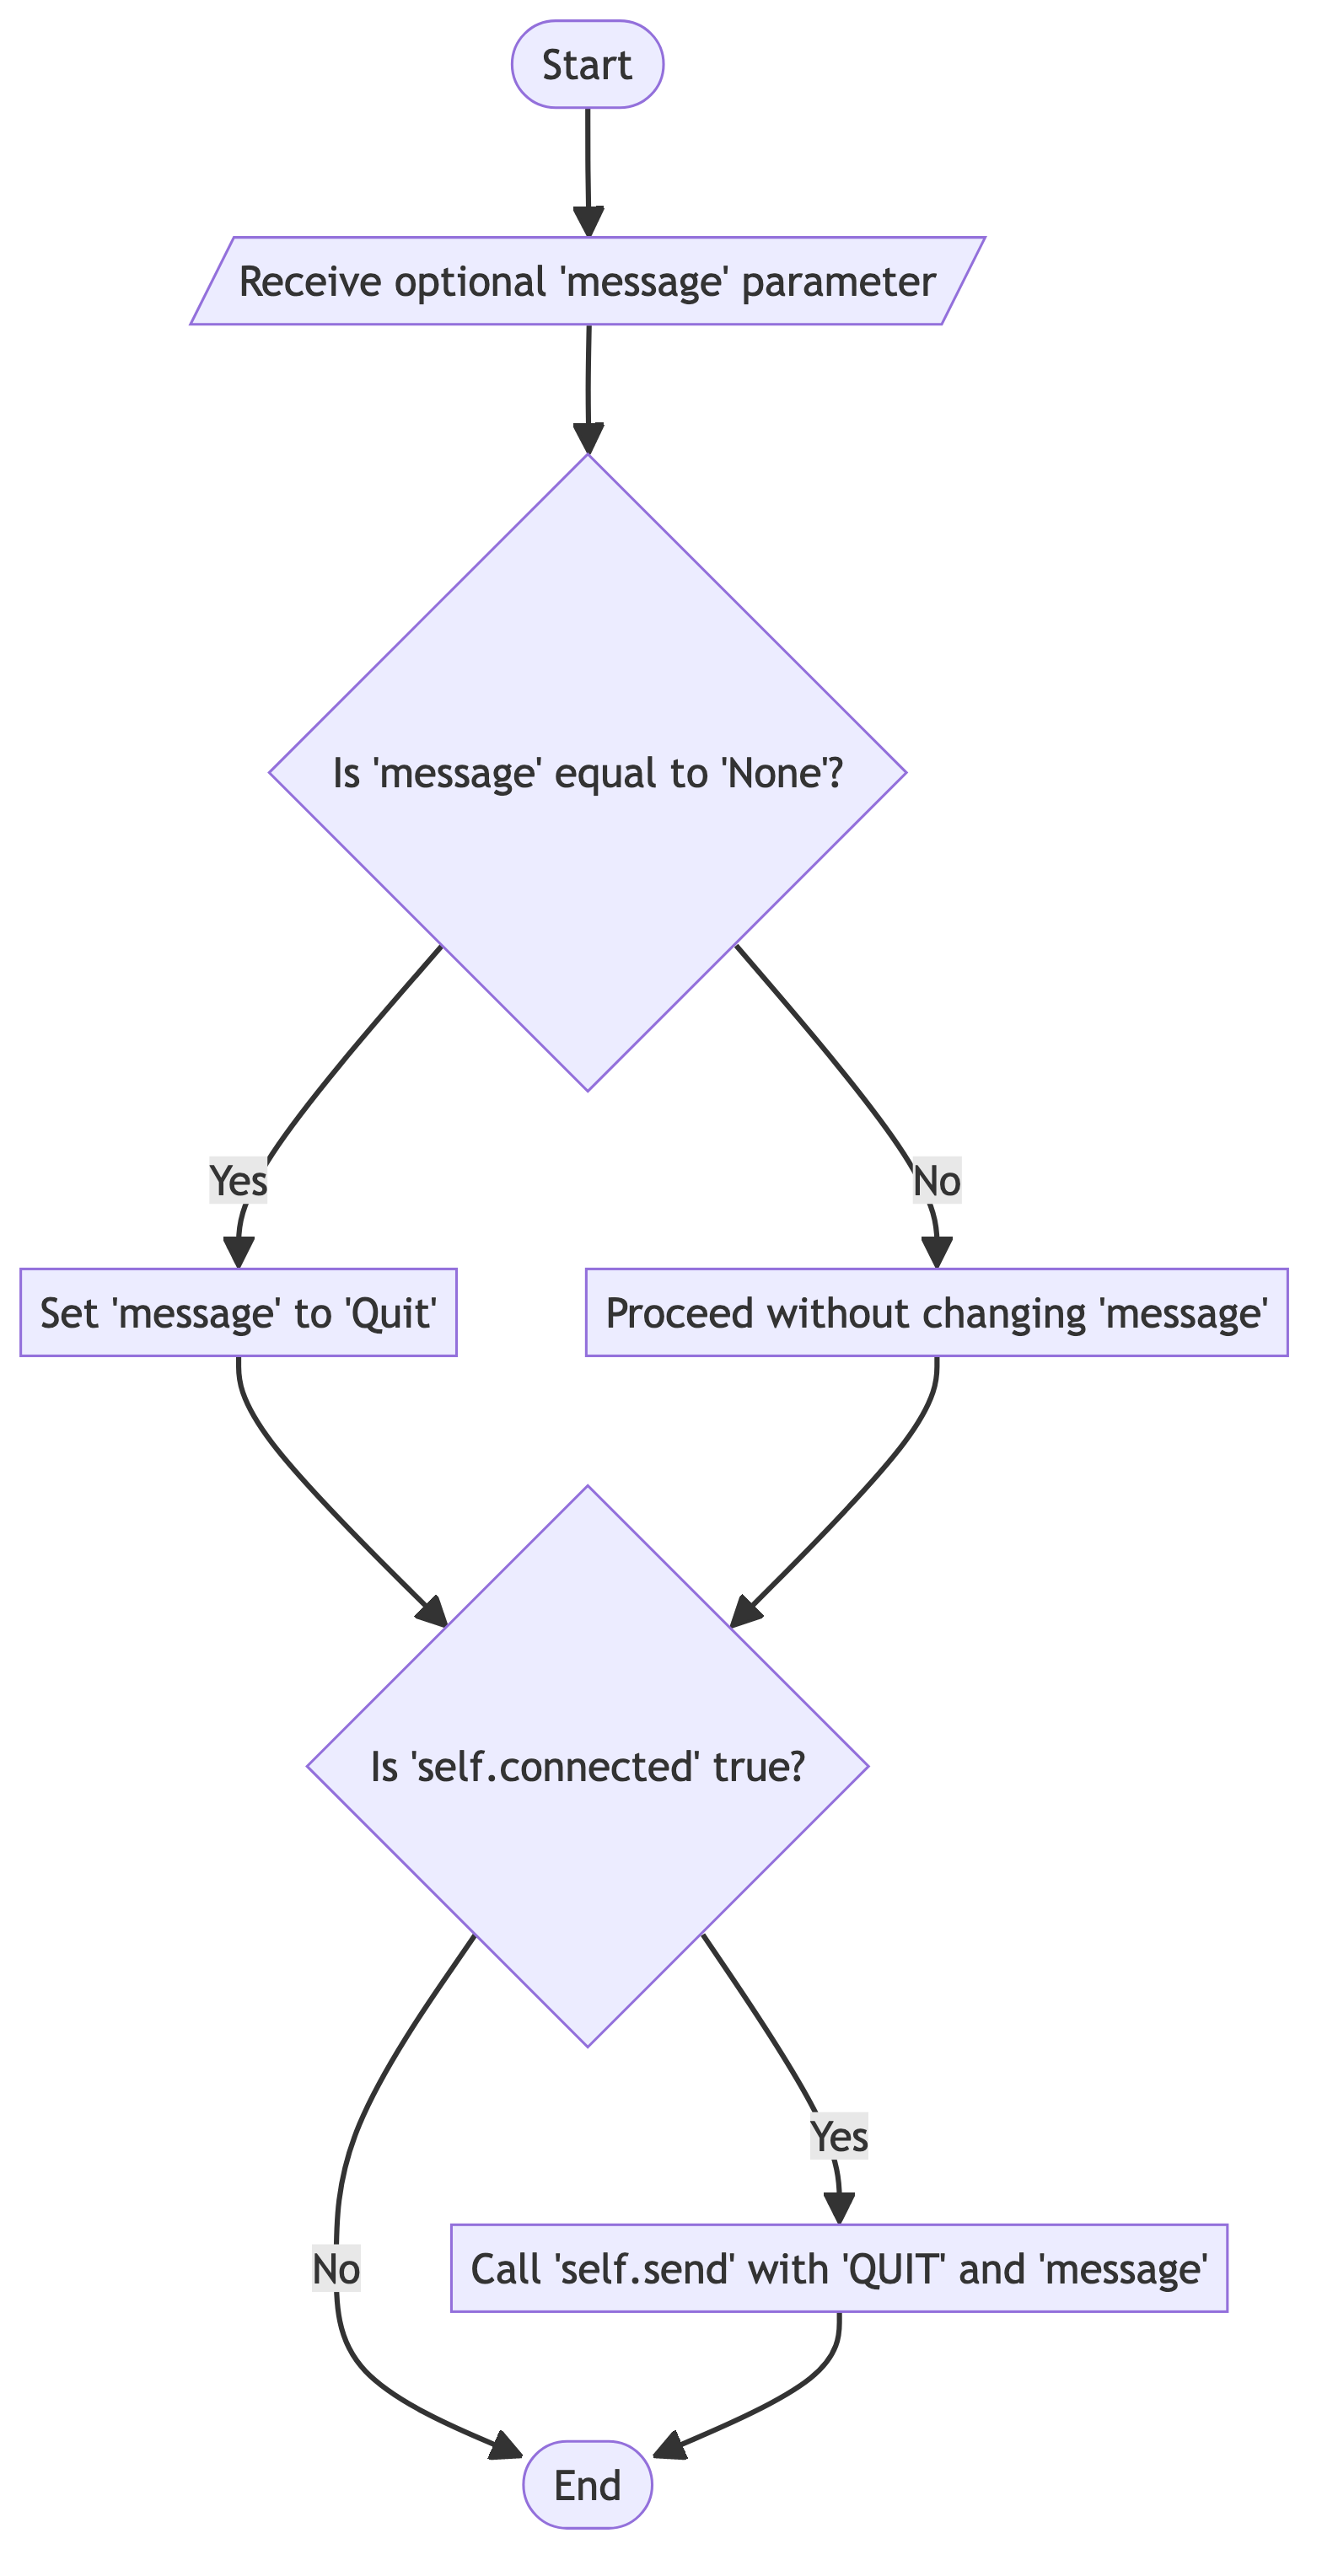 Start
Receive optional 'message' parameter
Is 'message' equal to 'None'?
Yes
No
Set 'message' to 'Quit'
Proceed without changing 'message'
Is 'self.connected' true?
Yes
No
Call 'self.send' with 'QUIT' and 'message'
End